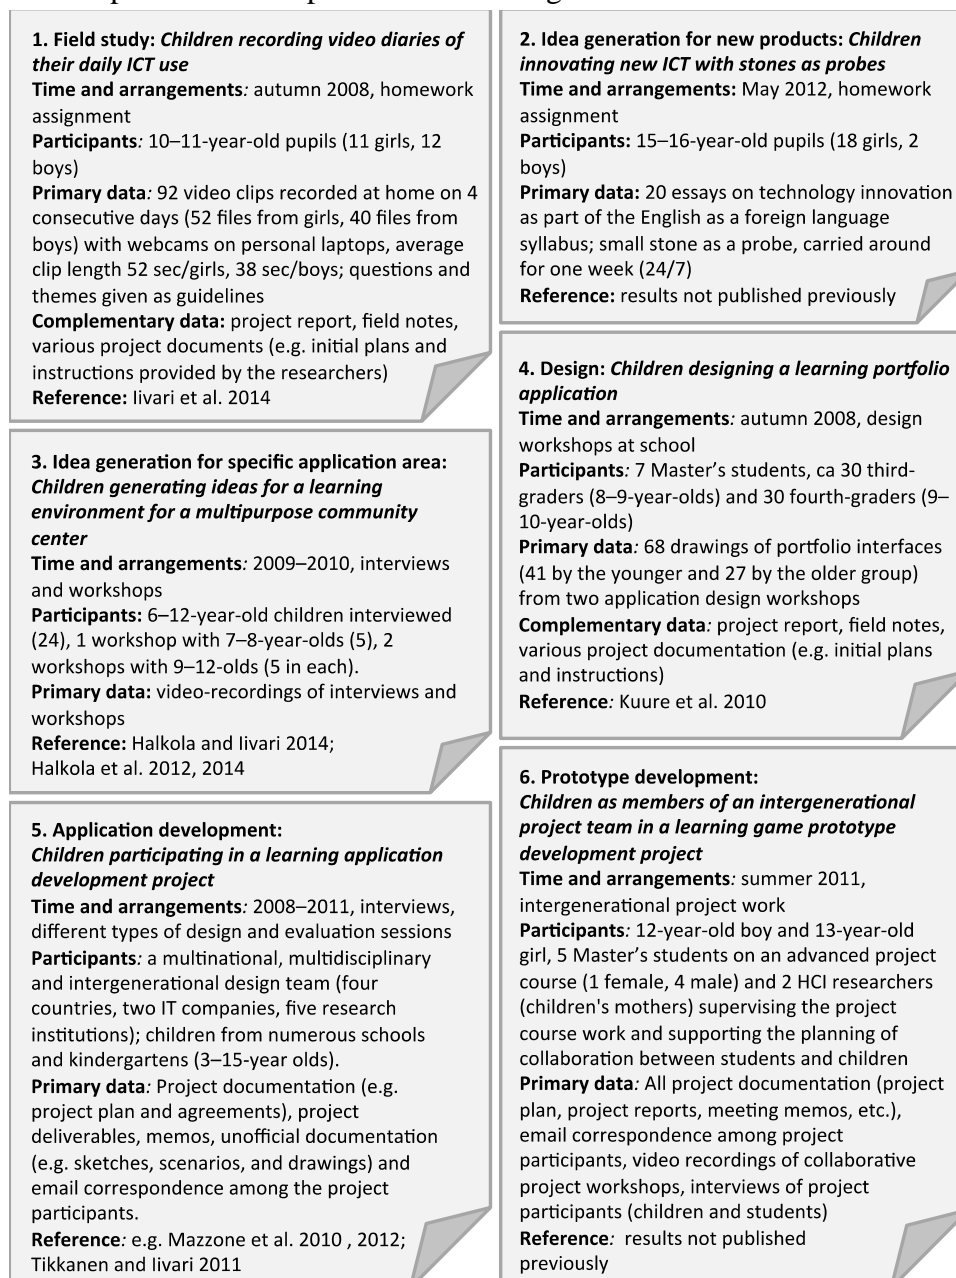 1. Field study: Children recording video diaries of
their daily ICT use
Time and arrangements: autumn 2008, homework
assignment
Participants: 10–11-year-old pupils (11 girls, 12
boys)
Primary data: 92 video clips recorded at home on 4
consecutive days (52 files from girls, 40 files from
boys) with webcams on personal laptops, average
clip length 52 sec/girls, 38 sec/boys; questions and
themes given as guidelines
Complementary data: project report, field notes,
various project documents (e.g. initial plans and
instructions provided by the researchers)
Reference: Iivari et al. 2014
2. Idea generation for new products: Children
innovating new ICT with stones as probes
Time and arrangements: May 2012, homework
assignment
Participants: 15–16-year-old pupils (18 girls, 2
boys)
Primary data: 20 essays on technology innovation
as part of the English as a foreign language
syllabus; small stone as a probe, carried around
for one week (24/7)
Reference: results not published previously
3. Idea generation for specific application area:
Children generating ideas for a learning
environment for a multipurpose community
center
Time and arrangements: 2009–2010, interviews
and workshops
Participants: 6–12-year-old children interviewed
(24), 1 workshop with 7–8-year-olds (5), 2
workshops with 9–12-olds (5 in each).
Primary data: video-recordings of interviews and
workshops
Reference: Halkola and Iivari 2014;
Halkola et al. 2012, 2014
4. Design: Children designing a learning portfolio
application
Time and arrangements: autumn 2008, design
workshops at school
Participants: 7 Master's students, ca 30 third-
graders (8–9-year-olds) and 30 fourth-graders (9–
10-year-olds)
Primary data: 68 drawings of portfolio interfaces
(41 by the younger and 27 by the older group)
from two application design workshops
Complementary data: project report, field notes,
various project documentation (e.g. initial plans
and instructions)
Reference: Kuure et al. 2010
5. Application development:
Children participating in a learning application
development project
Time and arrangements: 2008–2011, interviews,
different types of design and evaluation sessions
Participants: a multinational, multidisciplinary
and intergenerational design team (four
countries, two IT companies, five research
institutions); children from numerous schools
and kindergartens (3–15-year olds).
Primary data: Project documentation (e.g.
project plan and agreements), project
deliverables, memos, unofficial documentation
(e.g. sketches, scenarios, and drawings) and
email correspondence among the project
participants.
Reference: e.g. Mazzone et al. 2010 , 2012;
Tikkanen and Iivari 2011
6. Prototype development:
Children as members of an intergenerational
project team in a learning game prototype
development project
Time and arrangements: summer 2011,
intergenerational project work
Participants: 12-year-old boy and 13-year-old
girl, 5 Master's students on an advanced project
course (1 female, 4 male) and 2 HCI researchers
(children's mothers) supervising the project
course work and supporting the planning of
collaboration between students and children
Primary data: All project documentation (project
plan, project reports, meeting memos, etc.),
email correspondence among project
participants, video recordings of collaborative
project workshops, interviews of project
participants (children and students)
Reference: results not published
previously